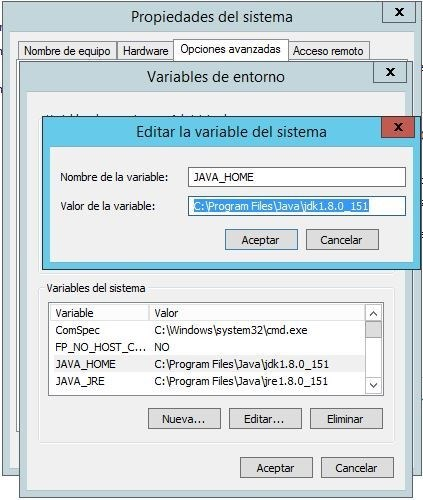 Propiedades del sistema
x
Nombre de equipo Hardware Opciones avanzadas Acceso remoto
Variables de entorno
x
Editar la variable del sistema
x
Nombre de la variable: JAVA_HOME
Valor de la variable: C:\Program Files\Java\jdk1.8.0_151
Aceptar Cancelar
Variables del sistema
Variable Valor
ComSpec C:\Windows\system32\cmd.exe
FP_NO_HOST_C... NO
JAVA_HOME C:\Program Files\Java\jdk1.8.0_151
JAVA_JRE C:\Program Files\Java\jre1.8.0_151
Nueva... Editar... Eliminar
Aceptar Cancelar